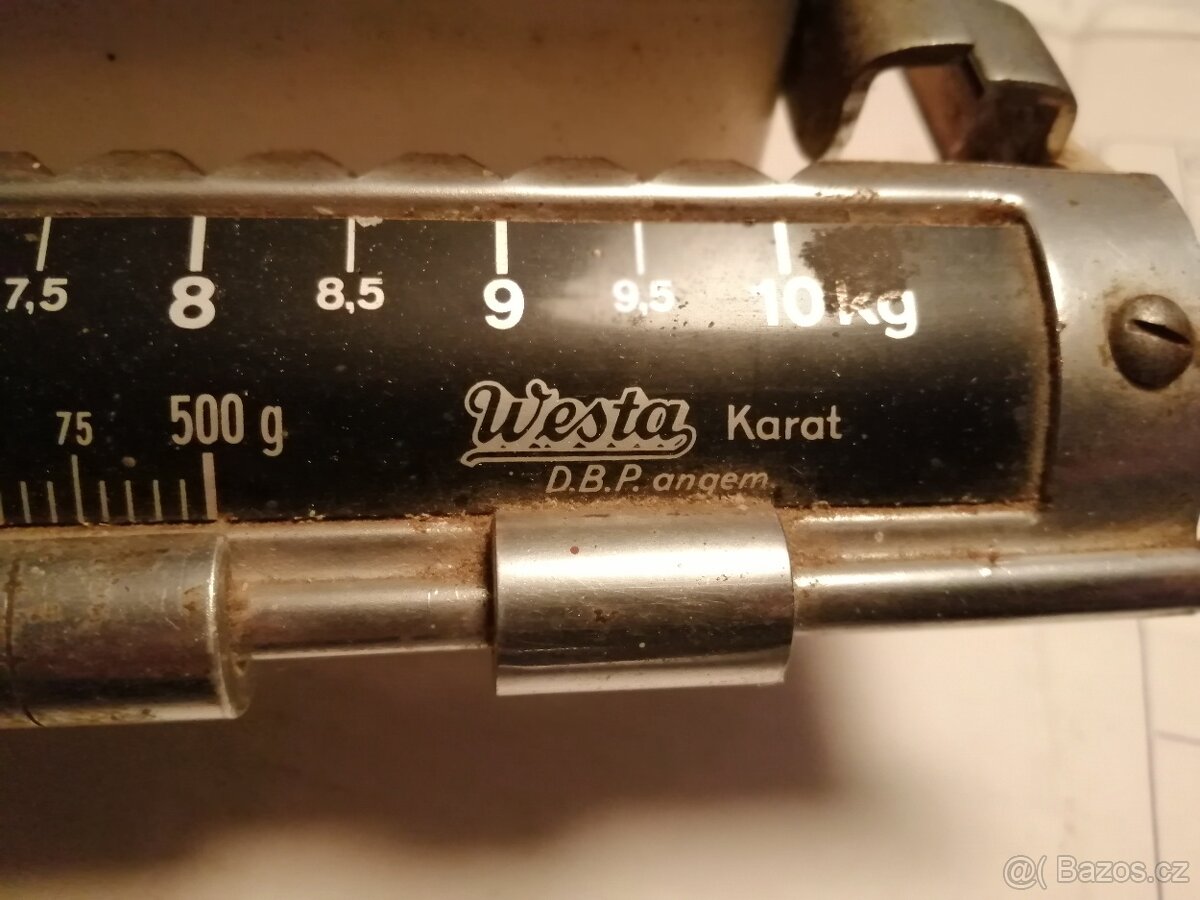 7,5 8 8,5 9 9,5 10 kg
75 500 g
Westa Karat
D.B.P. angem.
@( Bazos.cz